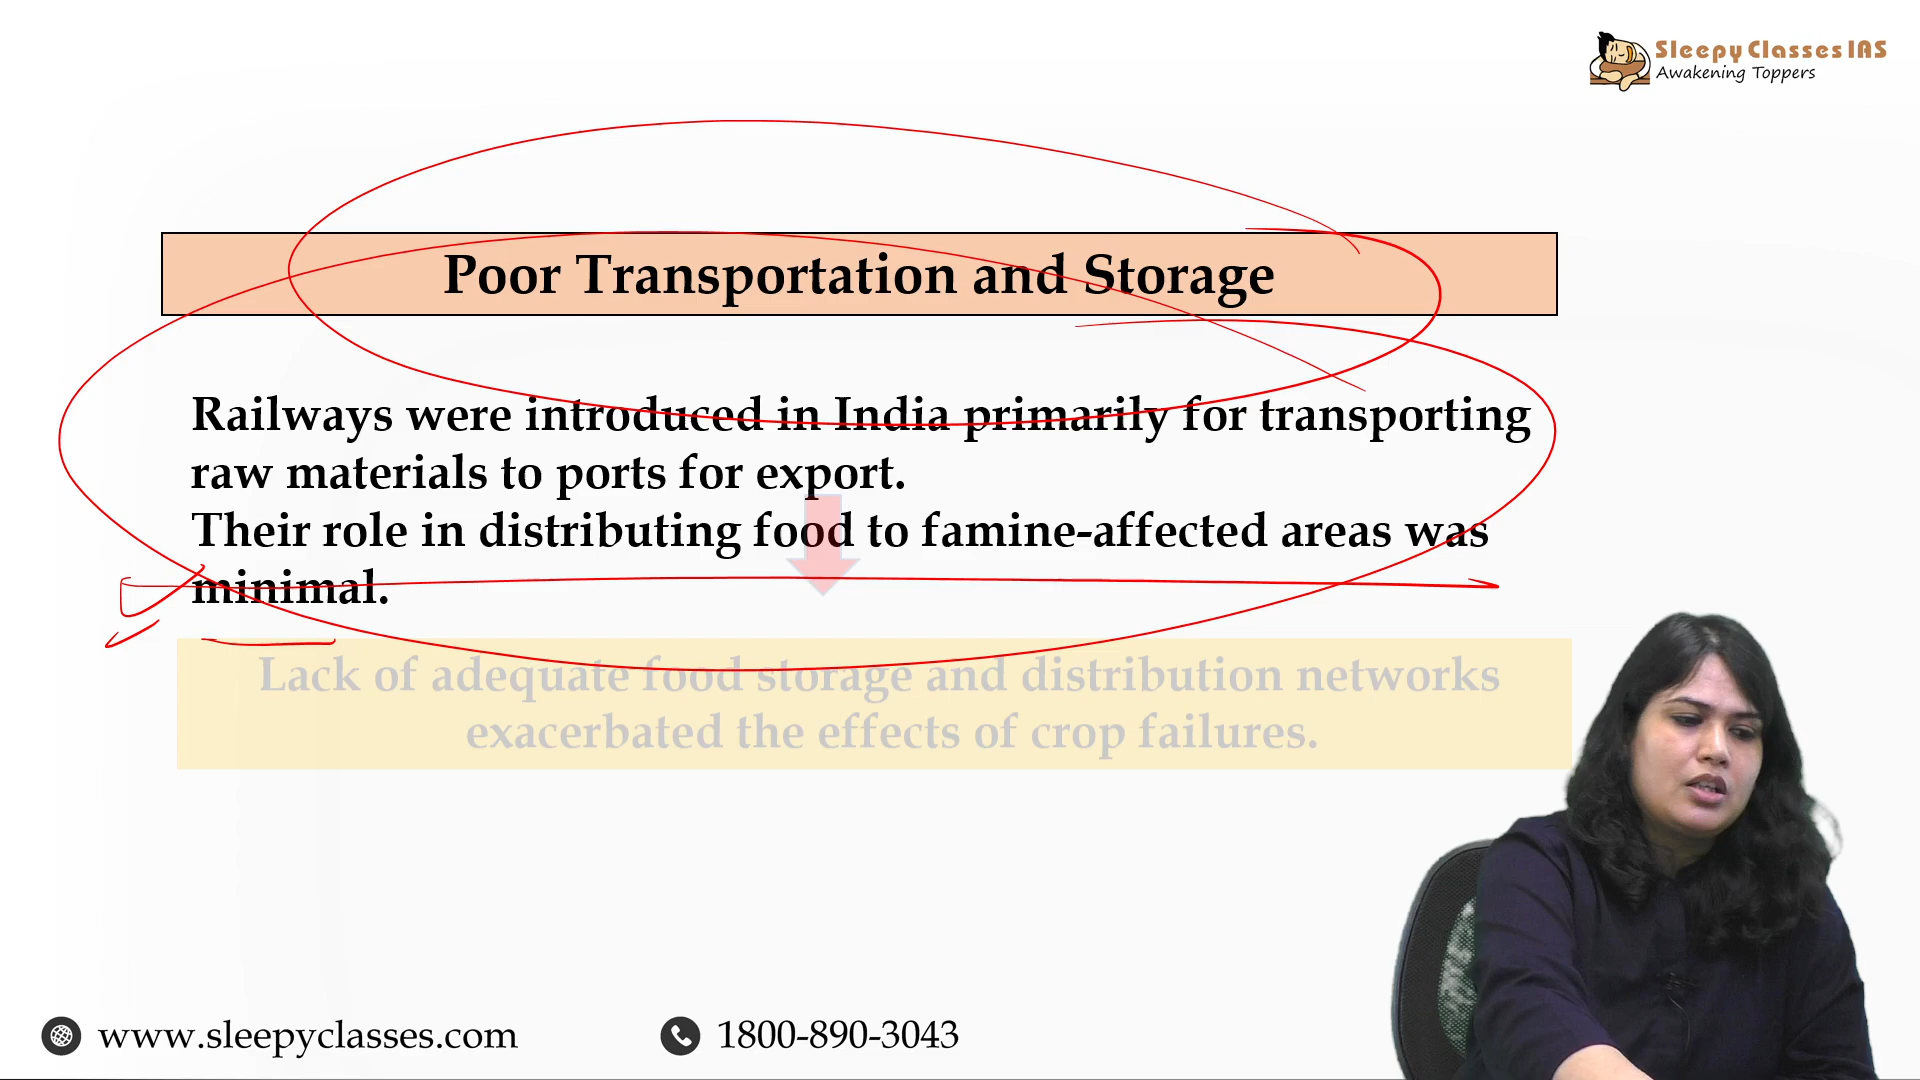 Sleepy Classes IAS
Awakening Toppers
Poor Transportation and Storage
Railways were introduced in India primarily for transporting
raw materials to ports for export.
Their role in distributing food to famine-affected areas was
minimal.
Lack of adequate food storage and distribution networks
exacerbated the effects of crop failures.
www.sleepyclasses.com
1800-890-3043